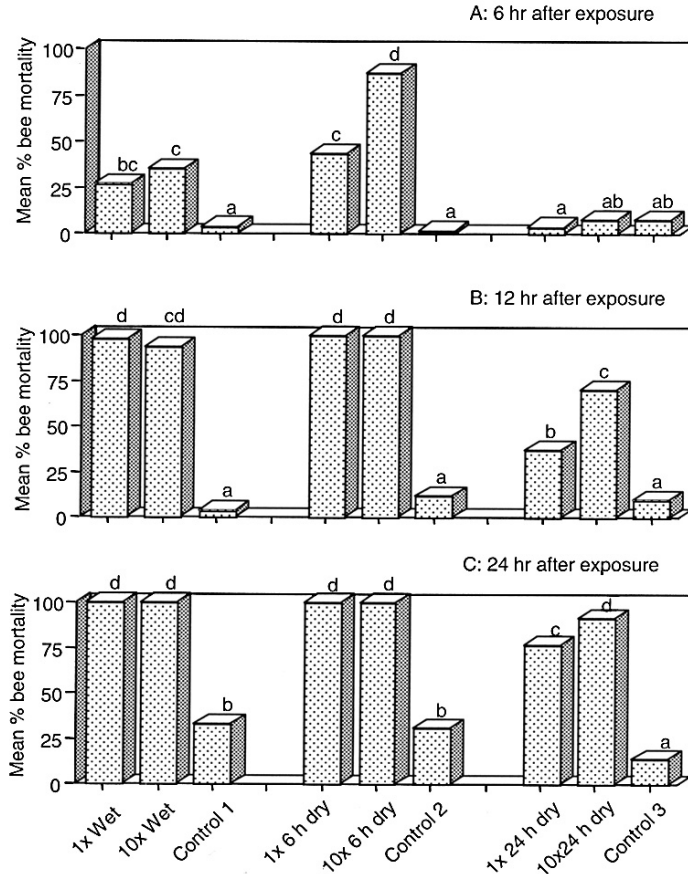 A: 6 hr after exposure
Mean % bee mortality
100
75
50
25
0
bc
c
a
c
d
a
a
ab
ab
B: 12 hr after exposure
Mean % bee mortality
100
75
50
25
0
d
cd
a
d
d
a
b
c
a
C: 24 hr after exposure
Mean % bee mortality
100
75
50
25
0
d
d
b
d
d
b
c
d
a
1x Wet
10x Wet
Control 1
1x 6 h dry
10x 6 h dry
Control 2
1x 24 h dry
10x24 h dry
Control 3